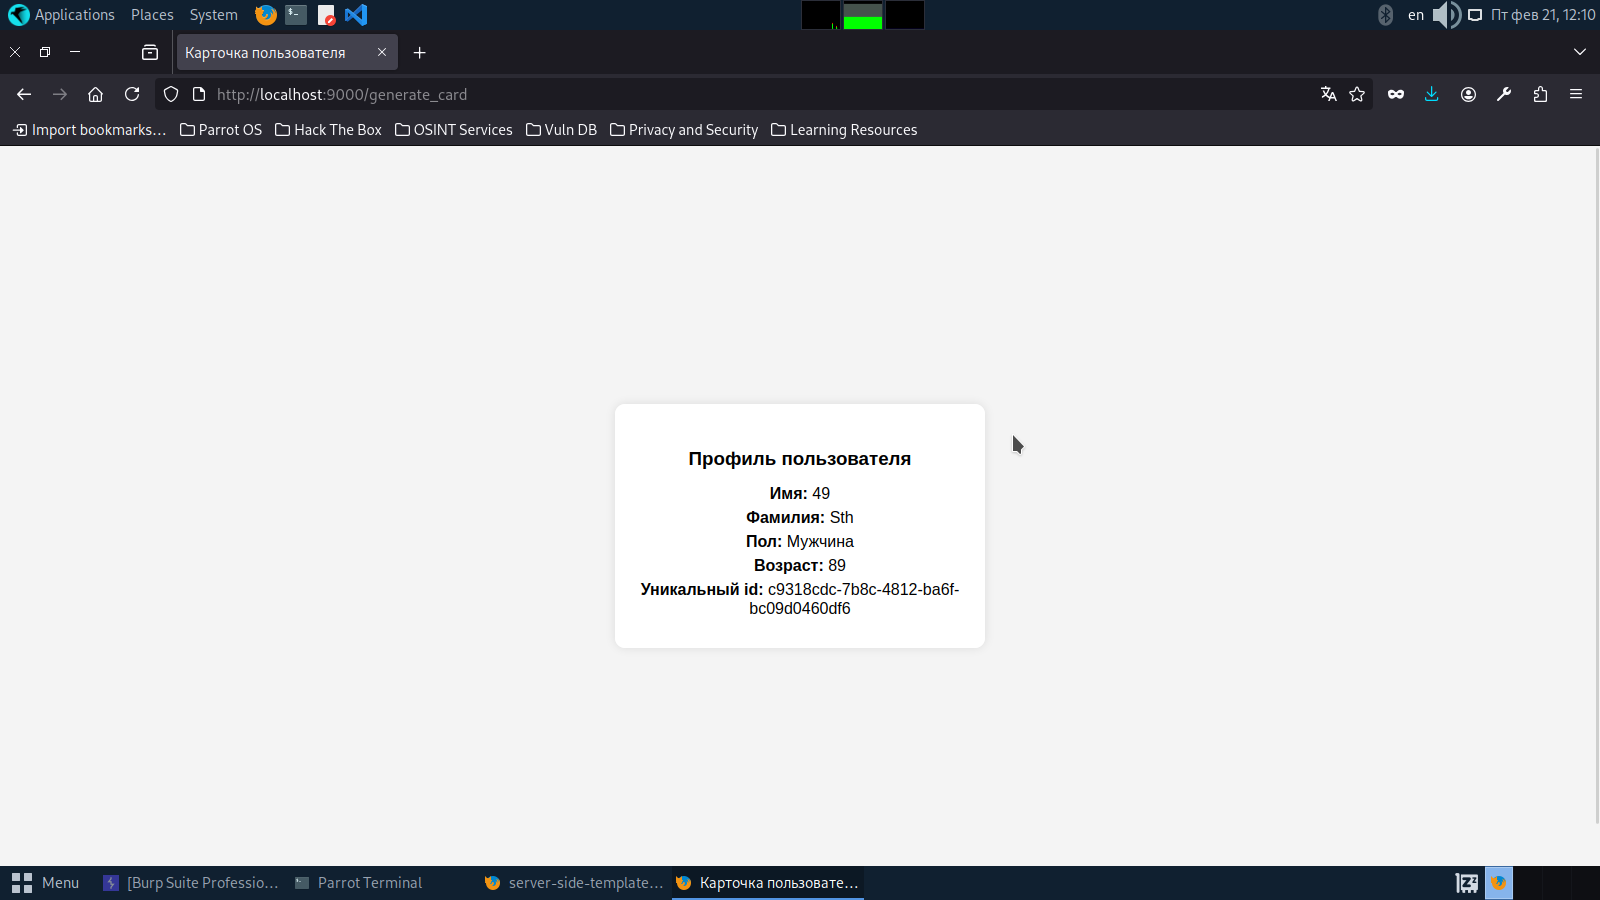 Applications Places System
en Пт фев 21, 12:10
Карточка пользователя
http://localhost:9000/generate_card
Import bookmarks... Parrot OS Hack The Box OSINT Services Vuln DB Privacy and Security Learning Resources
Профиль пользователя
Имя: 49
Фамилия: Sth
Пол: Мужчина
Возраст: 89
Уникальный id: c9318cdc-7b8c-4812-ba6f-
bc09d0460df6
Menu [Burp Suite Professio... Parrot Terminal server-side-template... Карточка пользовате...